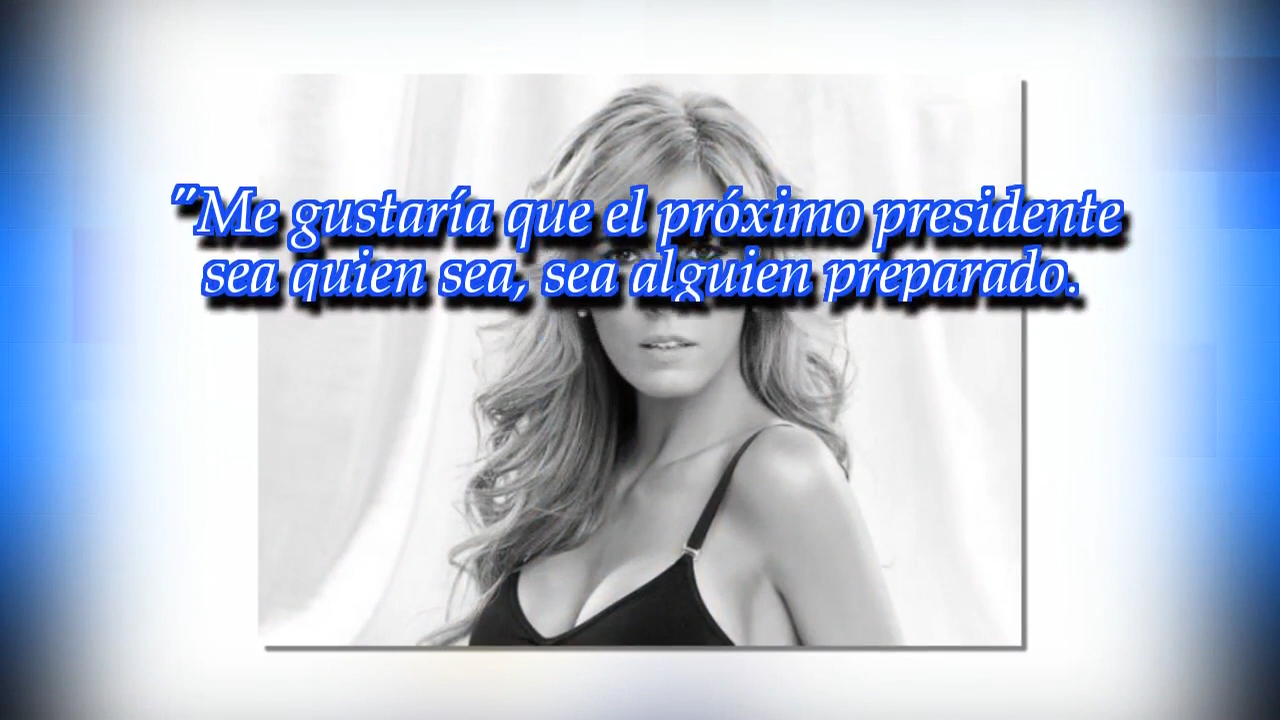 "Me gustaría que el próximo presidente
sea quien sea, sea alguien preparado.